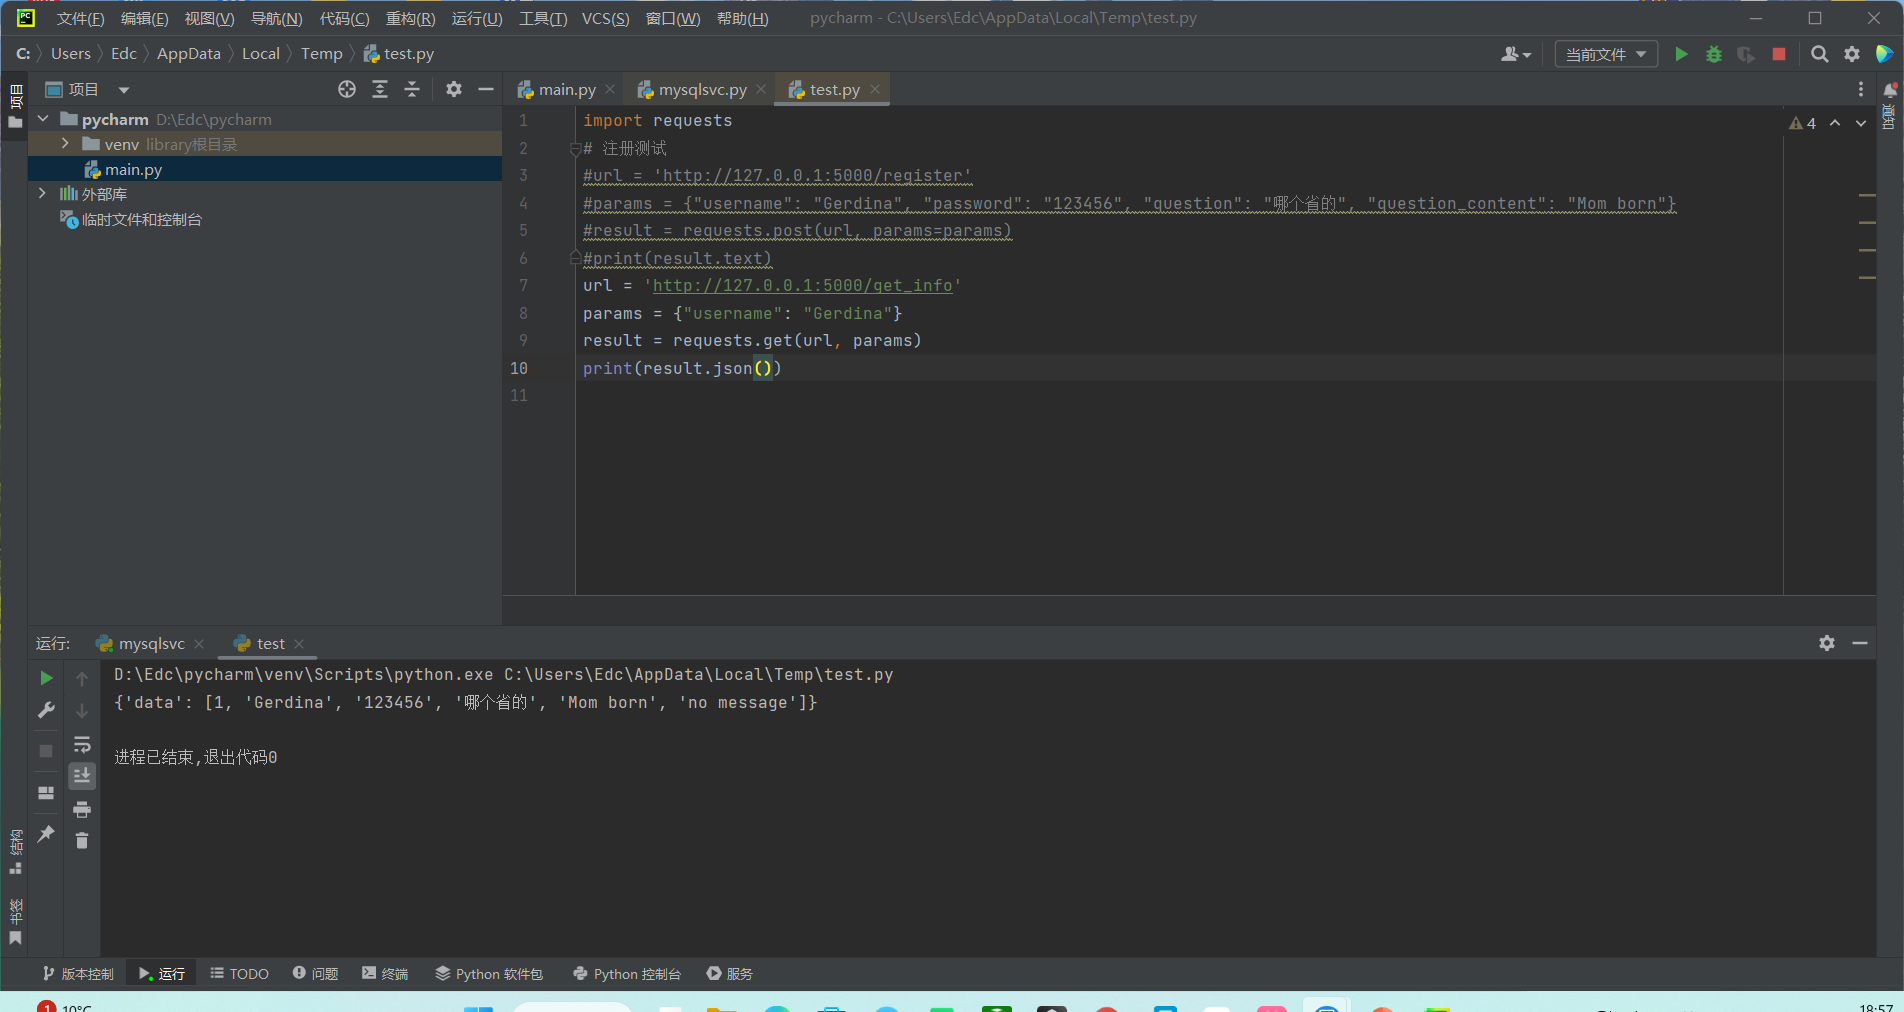 PC 文件(F) 编辑(E) 视图(V) 导航(N) 代码(C) 重构(R) 运行(U) 工具(T) VCS(S) 窗口(W) 帮助(H) pycharm - C:\Users\Edc\AppData\Local\Temp\test.py
C: Users Edc AppData Local Temp test.py 当前文件
项目
项目
main.py mysqlsvc.py test.py
通知
pycharm D:\Edc\pycharm
venv library根目录
main.py
外部库
临时文件和控制台
4
1 import requests
2 # 注册测试
3 #url = 'http://127.0.0.1:5000/register'
4 #params = {"username": "Gerdina", "password": "123456", "question": "哪个省的", "question_content": "Mom born"}
5 #result = requests.post(url, params=params)
6 #print(result.text)
7 url = 'http://127.0.0.1:5000/get_info'
8 params = {"username": "Gerdina"}
9 result = requests.get(url, params)
10 print(result.json())
11
运行: mysqlsvc test
D:\Edc\pycharm\venv\Scripts\python.exe C:\Users\Edc\AppData\Local\Temp\test.py
{'data': [1, 'Gerdina', '123456', '哪个省的', 'Mom born', 'no message']}
进程已结束,退出代码0
结构
书签
版本控制 运行 TODO 问题 终端 Python 软件包 Python 控制台 服务
1 10°C
18:57